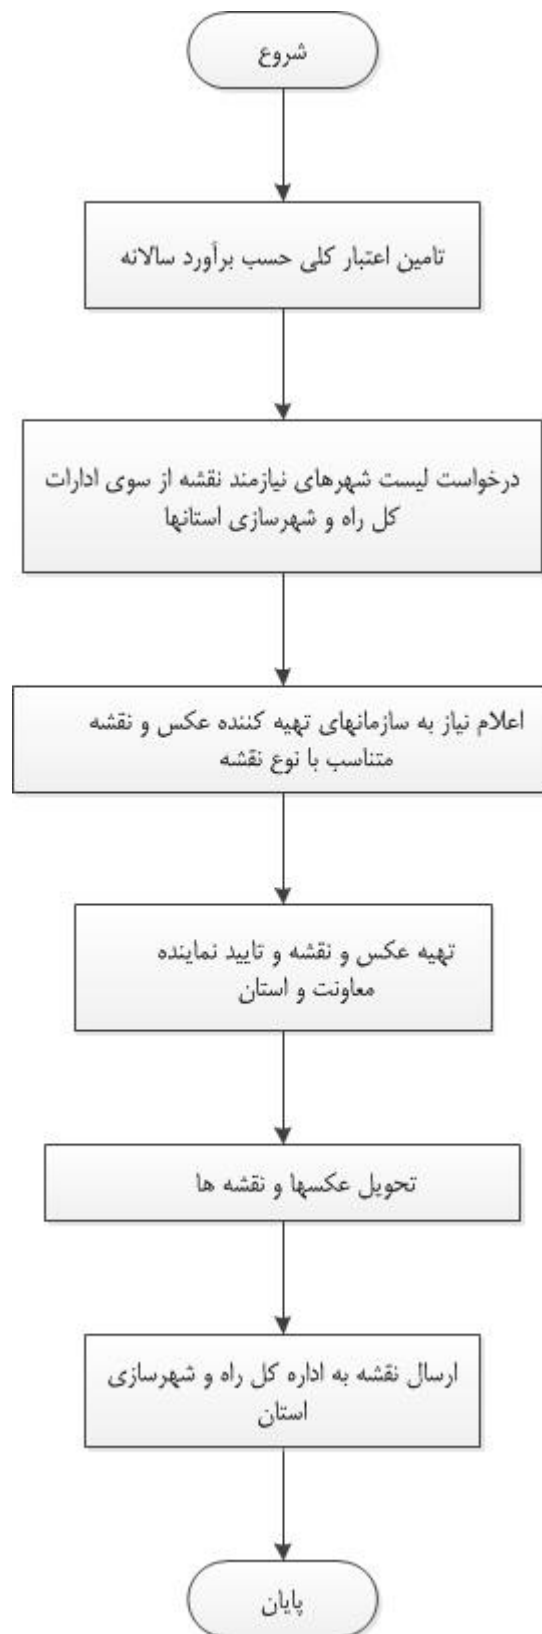 شروع
تامین اعتبار کلی حسب برآورد سالانه
درخواست لیست شهرهای نیازمند نقشه از سوی ادارات
کل راه و شهرسازی استانها
اعلام نیاز به سازمانهای تهیه کننده عکس و نقشه
متناسب با نوع نقشه
تهیه عکس و نقشه و تایید نماینده
معاونت و استان
تحویل عکسها و نقشه ها
ارسال نقشه به اداره کل راه و شهرسازی
استان
پایان